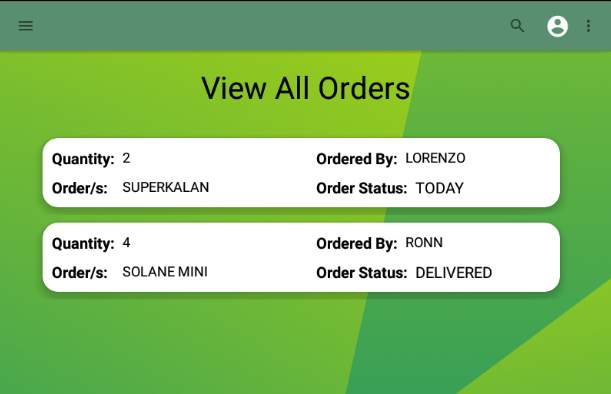 View All Orders
Quantity: 2 Ordered By: LORENZO
Order/s: SUPERKALAN Order Status: TODAY
Quantity: 4 Ordered By: RONN
Order/s: SOLANE MINI Order Status: DELIVERED